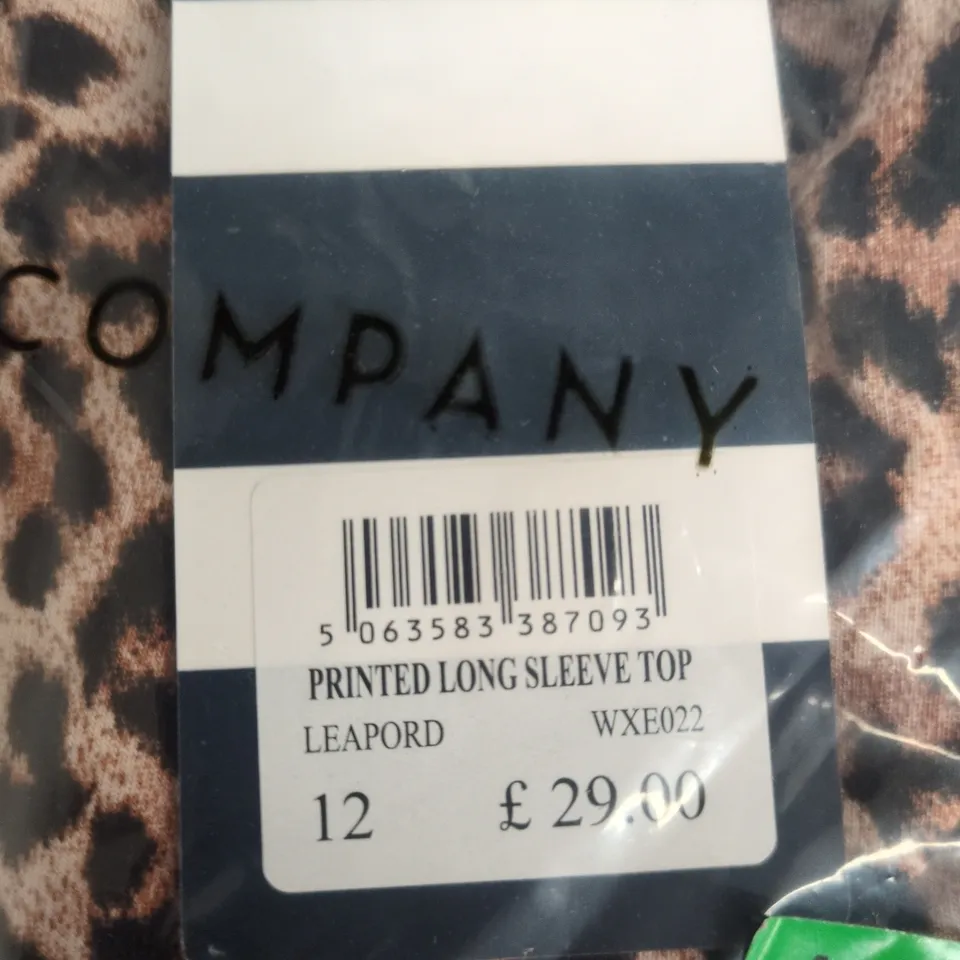 COMPANY
5 063583 387093
PRINTED LONG SLEEVE TOP
LEAPORD WXE022
12 £ 29.00